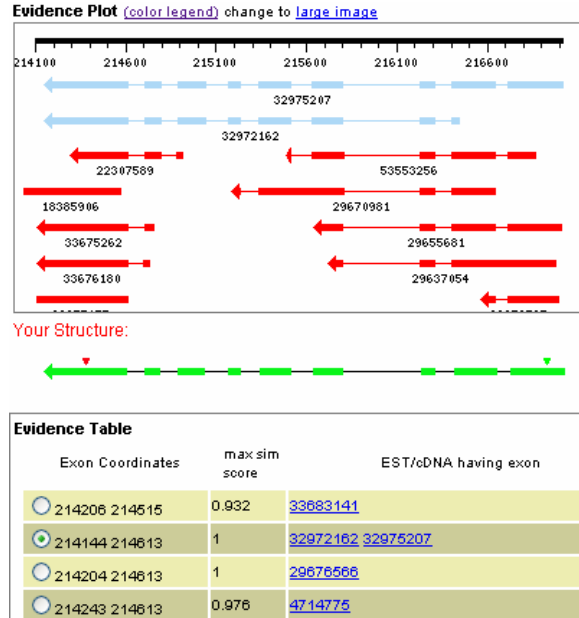 Evidence Plot (color legend) change to large image
214100 214600 215100 215600 216100 216600
32975207
32972162
22307589 53553256
18385906 29670981
33675262 29655681
33676180 29637054
Your Structure:
Evidence Table
Exon Coordinates max sim score EST/cDNA having exon
214206 214515 0.932 33683141
214144 214613 1 32972162 32975207
214204 214613 1 29676566
214243 214613 0.976 4714775